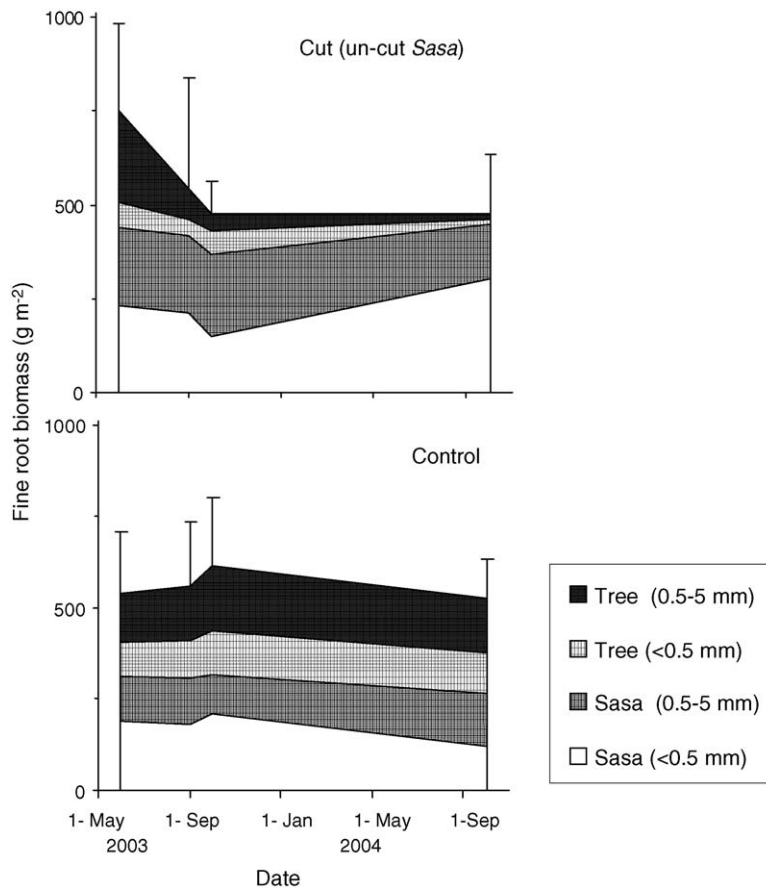 1000
Cut (un-cut Sasa)
500
0
Fine root biomass (g m-2)
1000
Control
500
0
1- May 1- Sep 1- Jan 1- May 1-Sep
2003 2004
Date
Tree (0.5-5 mm)
Tree (<0.5 mm)
Sasa (0.5-5 mm)
Sasa (<0.5 mm)